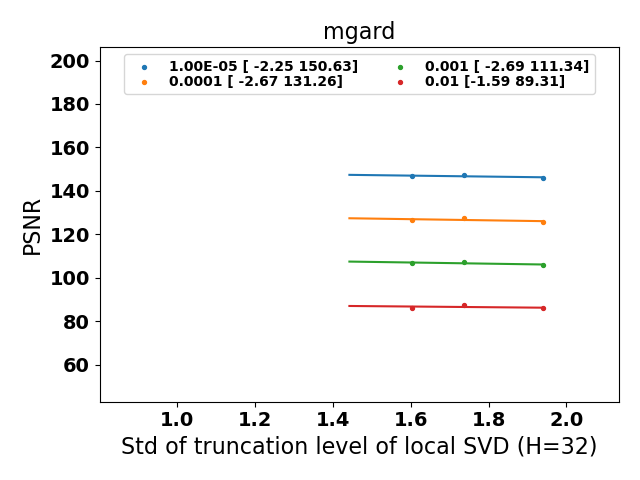 mgard
1.00E-05 [ -2.25 150.63]
0.0001 [ -2.67 131.26]
0.001 [ -2.69 111.34]
0.01 [-1.59 89.31]
200
180
160
140
120
100
80
60
PSNR
1.0 1.2 1.4 1.6 1.8 2.0
Std of truncation level of local SVD (H=32)